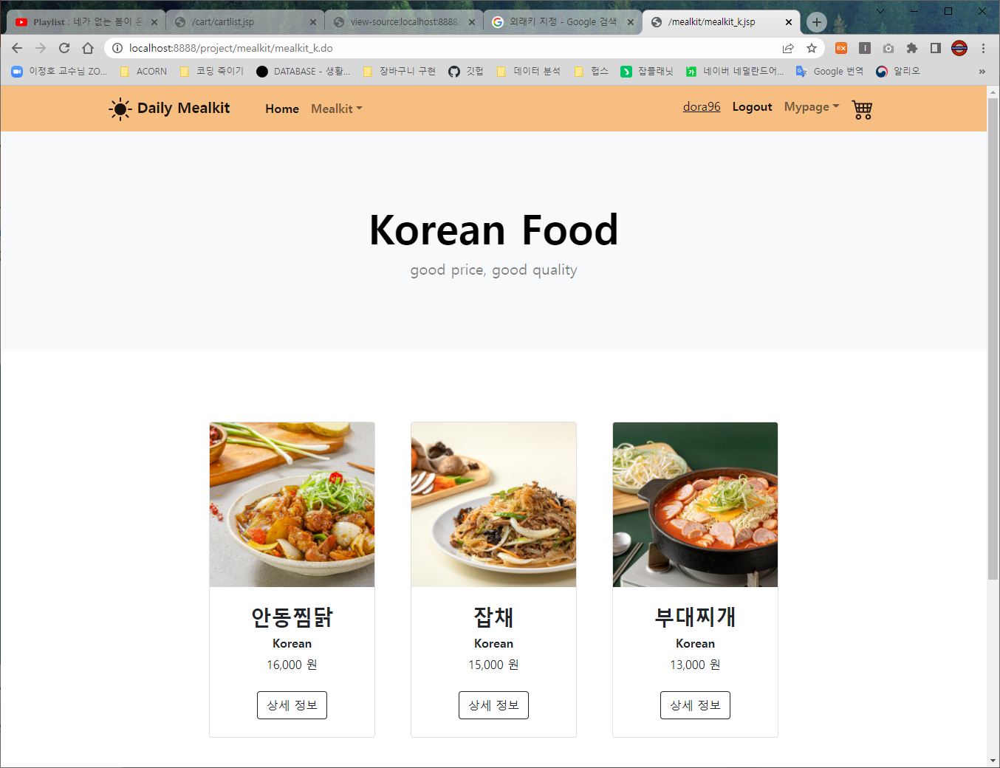 Playlist : 네가 없는 봄이 온
/cart/cartlist.jsp
view-source:localhost:8888/
외래키 지정 - Google 검색
/mealkit/mealkit_k.jsp
localhost:8888/project/mealkit/mealkit_k.do
이정호 교수님 ZO...
ACORN
코딩 죽이기
DATABASE - 생활...
장바구니 구현
깃헙
데이터 분석
헙스
잡플래닛
네이버 네덜란드어...
Google 번역
알리오
»
Daily Mealkit
Home
Mealkit
dora96
Logout
Mypage
Korean Food
good price, good quality
안동찜닭
Korean
16,000 원
상세 정보
잡채
Korean
15,000 원
상세 정보
부대찌개
Korean
13,000 원
상세 정보